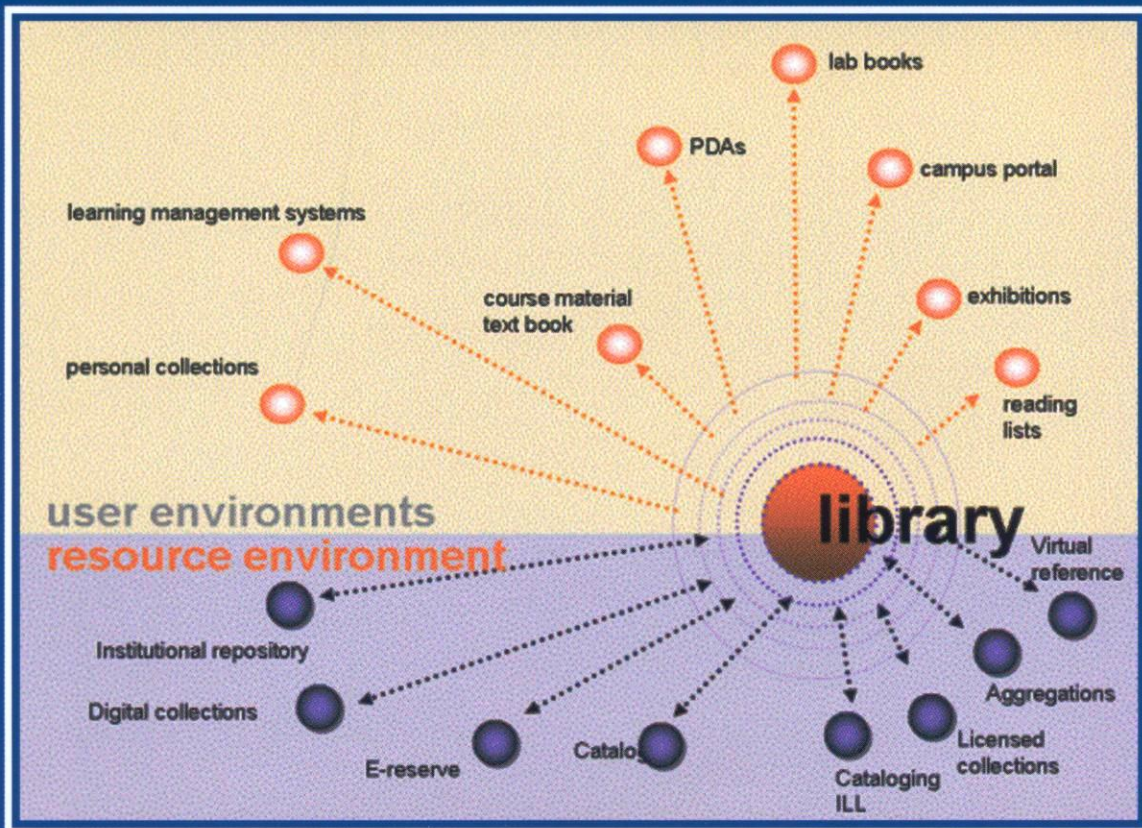 lab books
PDAs
campus portal
learning management systems
course material
text book
exhibitions
personal collections
reading
lists
user environments
library
resource environment
Virtual
reference
Institutional repository
Aggregations
Digital collections
Licensed
collections
E-reserve
Catalog
Cataloging
ILL